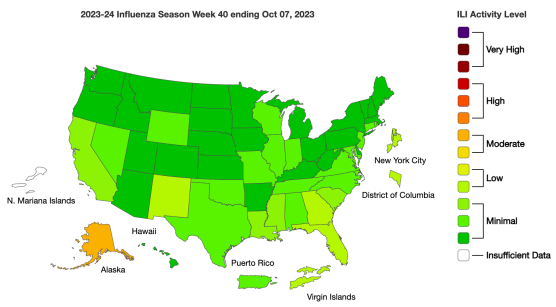 2023-24 Influenza Season Week 40 ending Oct 07, 2023
ILI Activity Level
Very High
High
Moderate
Low
Minimal
Insufficient Data
New York City
District of Columbia
N. Mariana Islands
Hawaii
Alaska
Puerto Rico
Virgin Islands